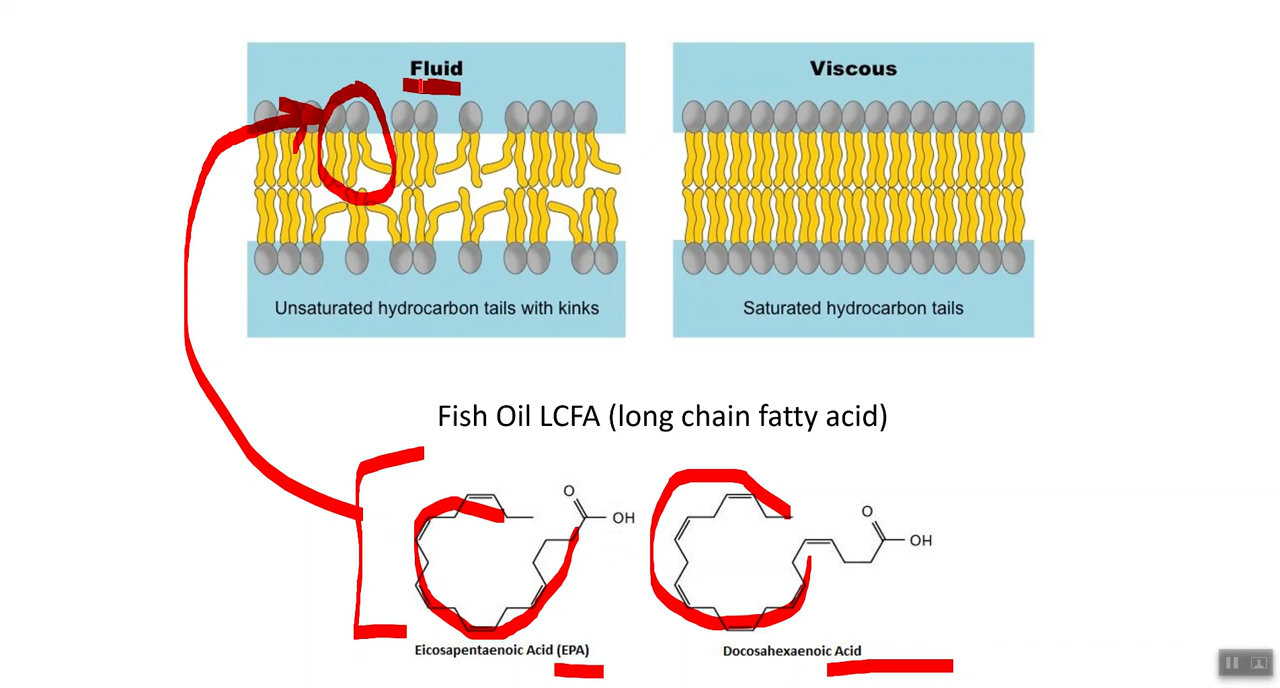 Fluid
Viscous
Unsaturated hydrocarbon tails with kinks
Saturated hydrocarbon tails
Fish Oil LCFA (long chain fatty acid)
O
OH
O
OH
Eicosapentaenoic Acid (EPA)
Docosahexaenoic Acid